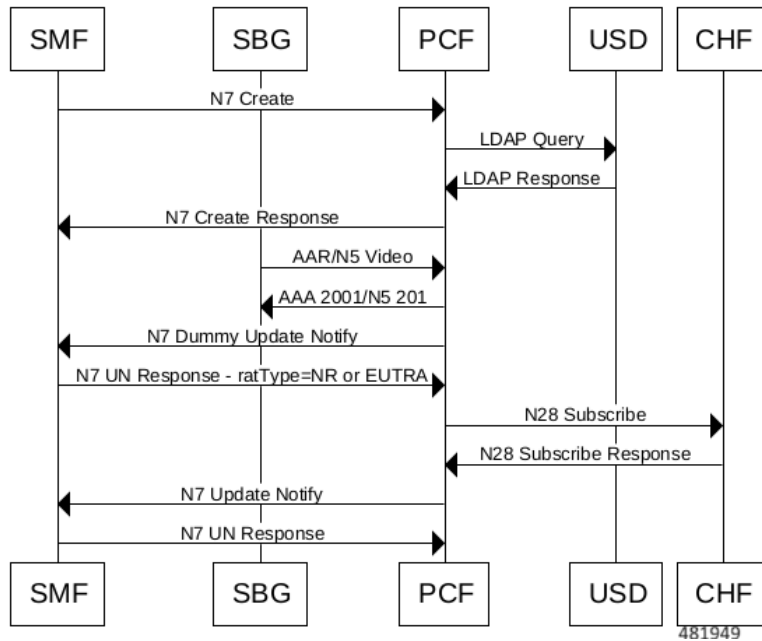 SMF SBG PCF USD CHF
N7 Create
LDAP Query
LDAP Response
N7 Create Response
AAR/N5 Video
AAA 2001/N5 201
N7 Dummy Update Notify
N7 UN Response - ratType=NR or EUTRA
N28 Subscribe
N28 Subscribe Response
N7 Update Notify
N7 UN Response
SMF SBG PCF USD CHF
481949